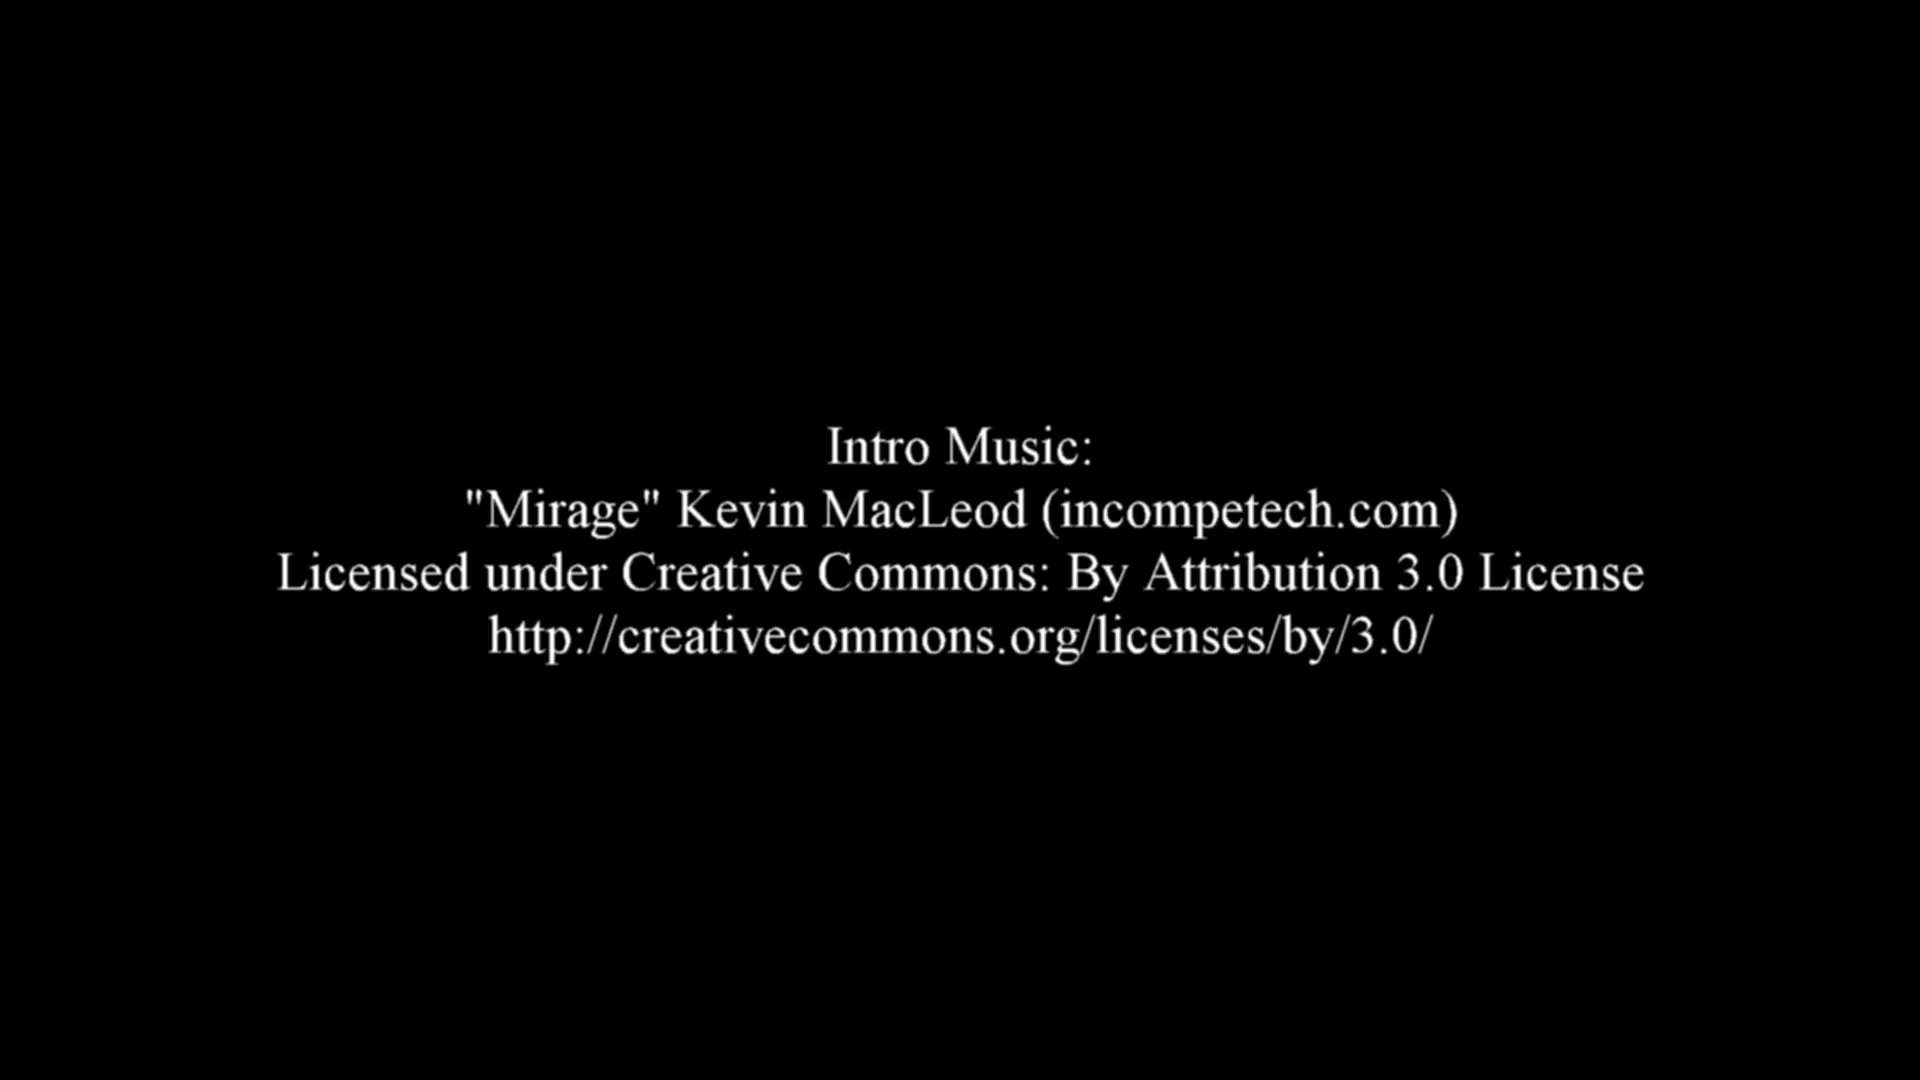 Intro Music:
"Mirage" Kevin MacLeod (incompetech.com)
Licensed under Creative Commons: By Attribution 3.0 License
http://creativecommons.org/licenses/by/3.0/